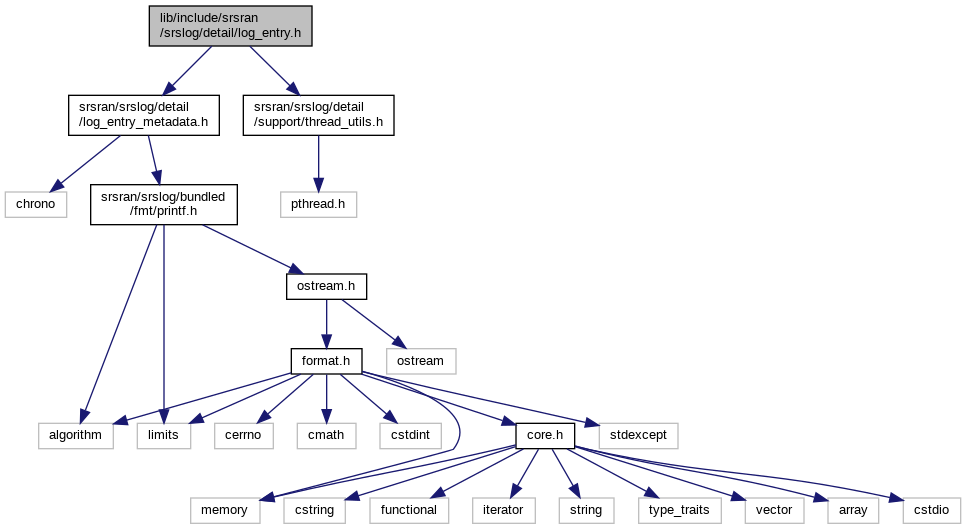 lib/include/srsran
/srslog/detail/log_entry.h
srsran/srslog/detail
/log_entry_metadata.h
srsran/srslog/detail
/support/thread_utils.h
chrono
srsran/srslog/bundled
/fmt/printf.h
pthread.h
ostream.h
format.h
ostream
algorithm
limits
cerrno
cmath
cstdint
core.h
stdexcept
memory
cstring
functional
iterator
string
type_traits
vector
array
cstdio